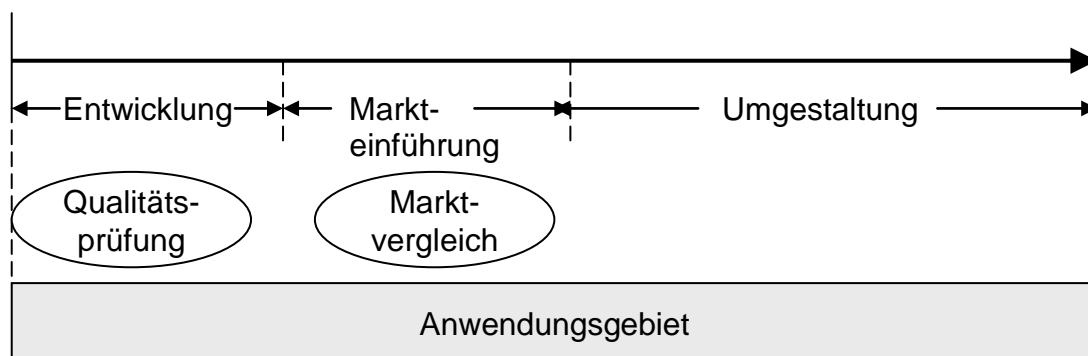 Entwicklung
Markt-
einführung
Umgestaltung
Qualitäts-
prüfung
Markt-
vergleich
Anwendungsgebiet